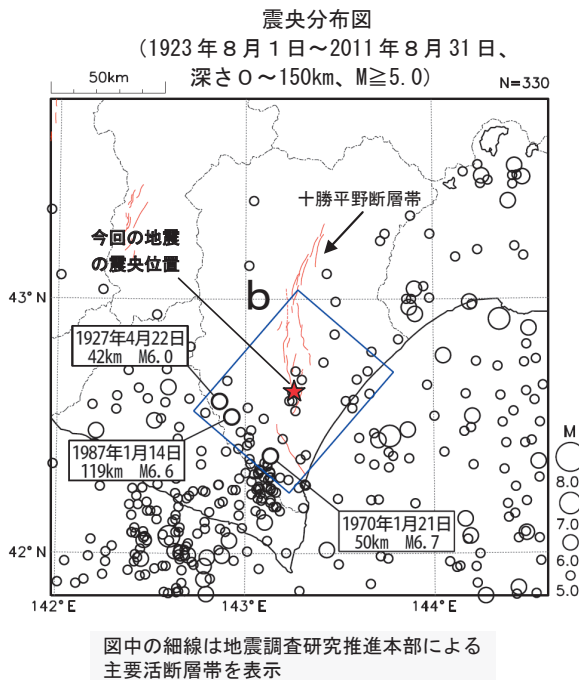 震央分布図
(1923年8月1日～2011年8月31日、
深さ0～150km、M≧5.0)
50km
N=330
十勝平野断層帯
今回の地震
の震央位置
43°N
b
1927年4月22日
42km M6.0
1987年1月14日
119km M6.6
1970年1月21日
50km M6.7
M
8.0
7.0
6.0
5.0
42°N
142°E
143°E
144°E
図中の細線は地震調査研究推進本部による
主要活断層帯を表示